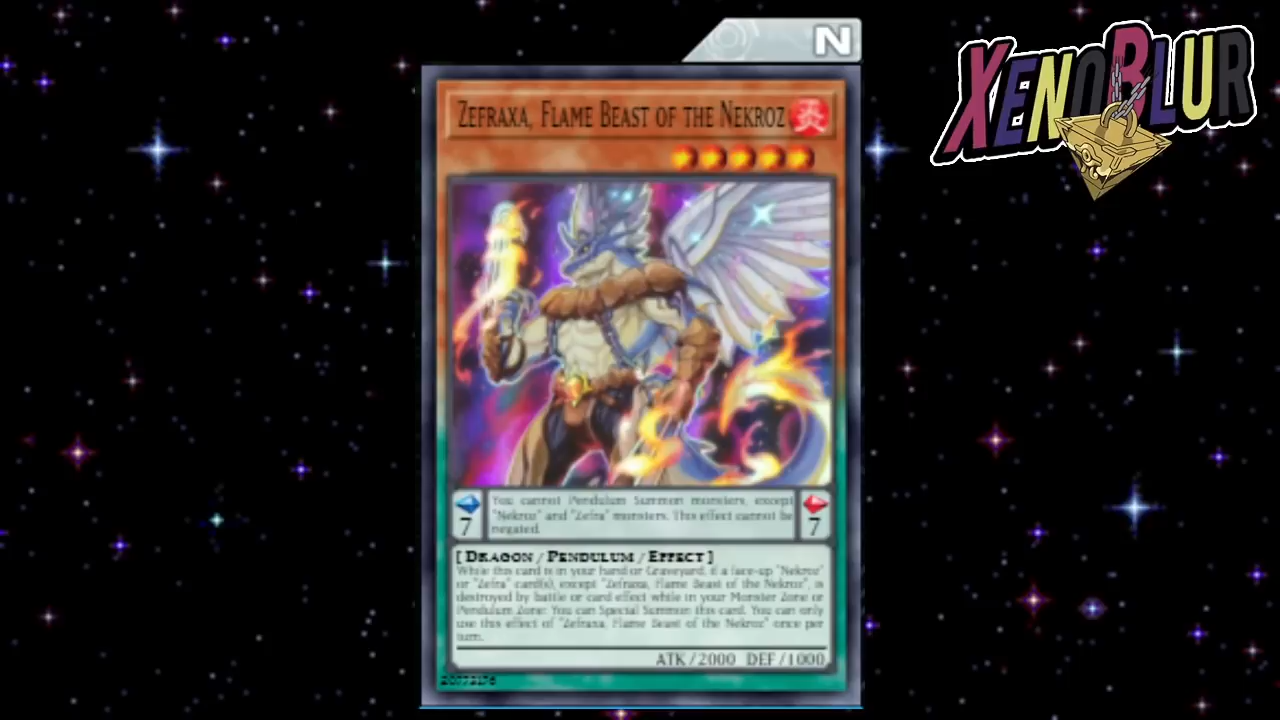 N
XENOBLUR
ZEFRAXA, FLAME BEAST OF THE NEKROZ 炎
You cannot Pendulum Summon monsters, except
7 "Nekroz" and "Zefra" monsters. This effect cannot be 7
negated.
[ DRAGON / PENDULUM / EFFECT ]
While this card is in your hand or Graveyard, if a face-up "Nekroz"
or "Zefra" card(s), except "Zefraxa, Flame Beast of the Nekroz", is
destroyed by battle or card effect while in your Monster Zone or
Pendulum Zone: You can Special Summon this card. You can only
use this effect of "Zefraxa, Flame Beast of the Nekroz" once per
turn.
ATK / 2000 DEF / 1000